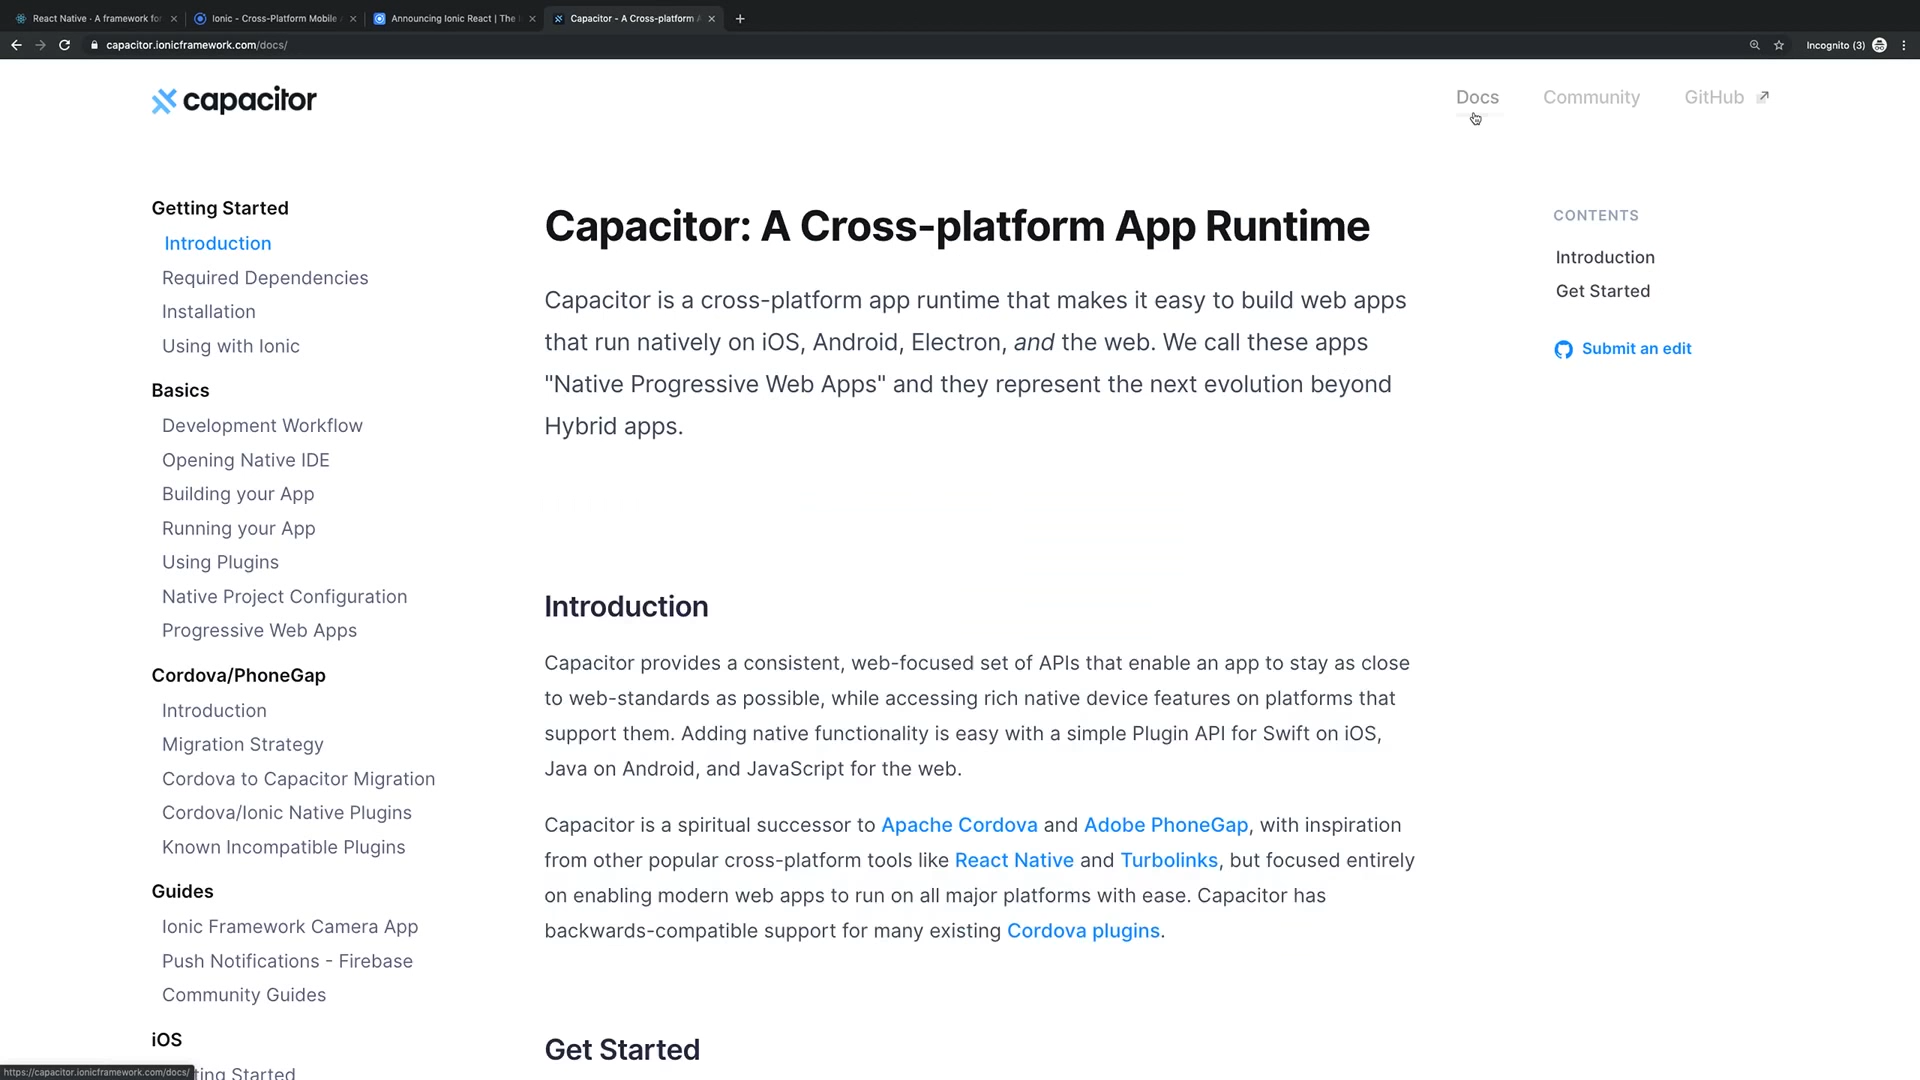 React Native · A framework for
Ionic - Cross-Platform Mobile
Announcing Ionic React | The
Capacitor - A Cross-platform
capacitor.ionicframework.com/docs/
Incognito (3)
capacitor
Docs
Community
GitHub
Getting Started
Introduction
Required Dependencies
Installation
Using with Ionic
Basics
Development Workflow
Opening Native IDE
Building your App
Running your App
Using Plugins
Native Project Configuration
Progressive Web Apps
Cordova/PhoneGap
Introduction
Migration Strategy
Cordova to Capacitor Migration
Cordova/Ionic Native Plugins
Known Incompatible Plugins
Guides
Ionic Framework Camera App
Push Notifications - Firebase
Community Guides
iOS
ting Started
https://capacitor.ionicframework.com/docs/
Capacitor: A Cross-platform App Runtime
Capacitor is a cross-platform app runtime that makes it easy to build web apps
that run natively on iOS, Android, Electron, and the web. We call these apps
"Native Progressive Web Apps" and they represent the next evolution beyond
Hybrid apps.
Introduction
Capacitor provides a consistent, web-focused set of APIs that enable an app to stay as close
to web-standards as possible, while accessing rich native device features on platforms that
support them. Adding native functionality is easy with a simple Plugin API for Swift on iOS,
Java on Android, and JavaScript for the web.
Capacitor is a spiritual successor to Apache Cordova and Adobe PhoneGap, with inspiration
from other popular cross-platform tools like React Native and Turbolinks, but focused entirely
on enabling modern web apps to run on all major platforms with ease. Capacitor has
backwards-compatible support for many existing Cordova plugins.
Get Started
CONTENTS
Introduction
Get Started
Submit an edit